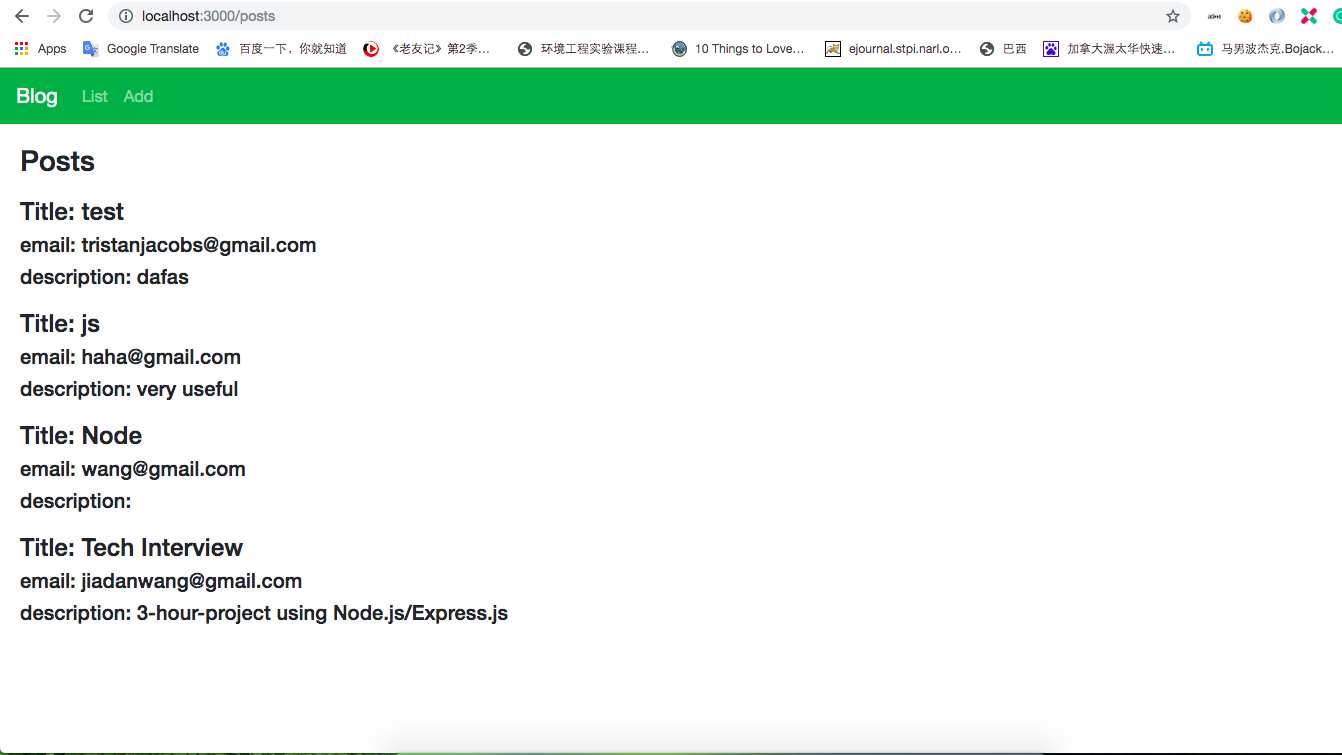 localhost:3000/posts
Apps Google Translate 百度一下，你就知道 《老友记》第2季... 环境工程实验课程... 10 Things to Love... ejournal.stpi.narl.o... 巴西 加拿大渥太华快速... 马男波杰克.Bojack...
Blog List Add
Posts
Title: test
email: tristanjacobs@gmail.com
description: dafas
Title: js
email: haha@gmail.com
description: very useful
Title: Node
email: wang@gmail.com
description:
Title: Tech Interview
email: jiadanwang@gmail.com
description: 3-hour-project using Node.js/Express.js